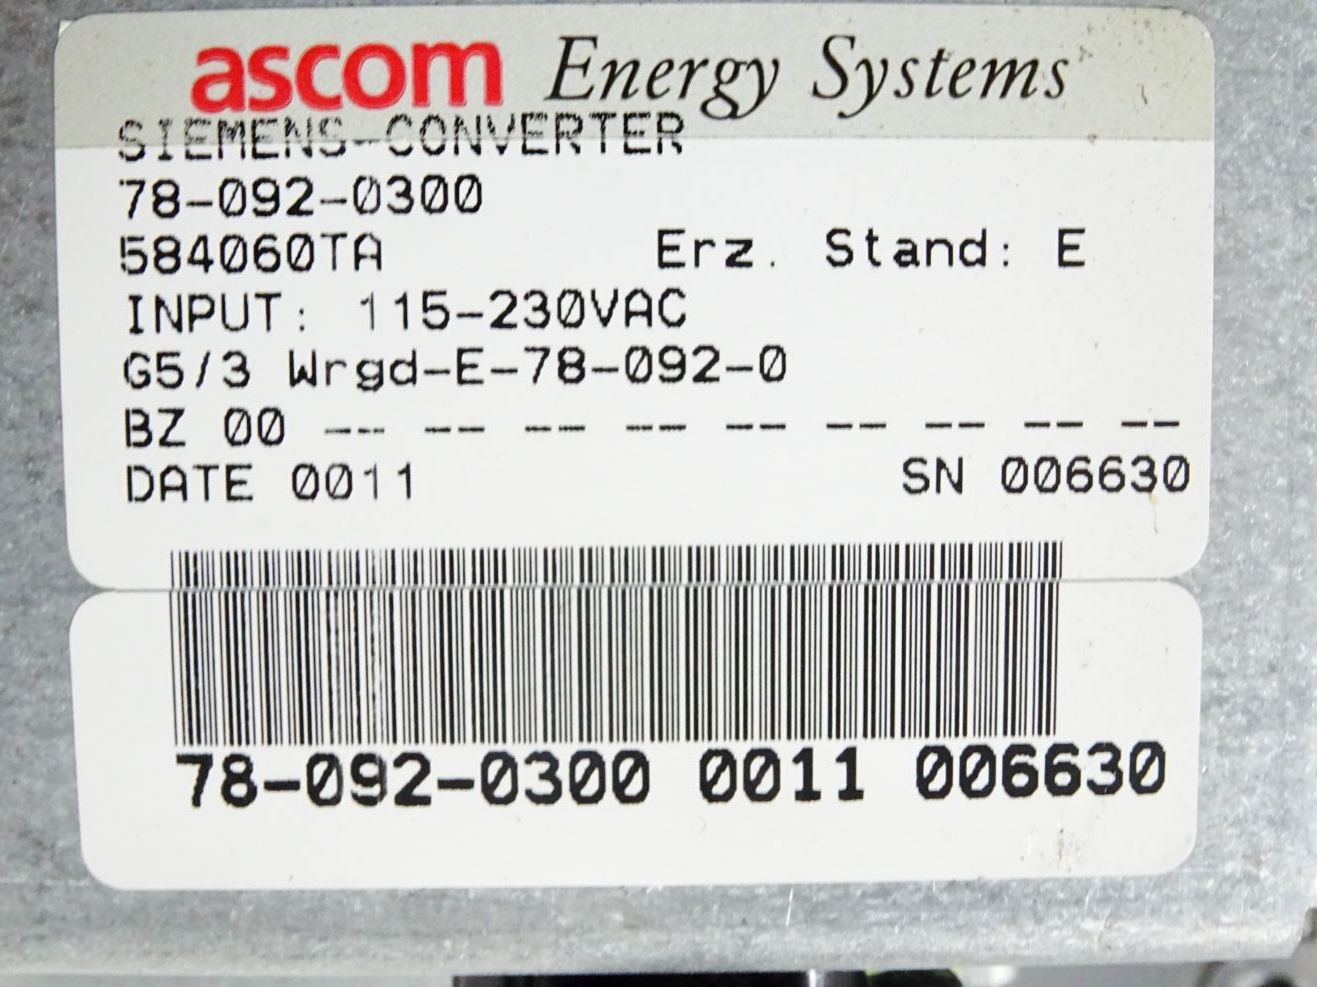 ascom Energy Systems
SIEMENS-CONVERTER
78-092-0300
584060TA Erz. Stand: E
INPUT: 115-230VAC
G5/3 Wrgd-E-78-092-0
BZ 00 -- -- -- -- -- -- -- -- --
DATE 0011 SN 006630
78-092-0300 0011 006630